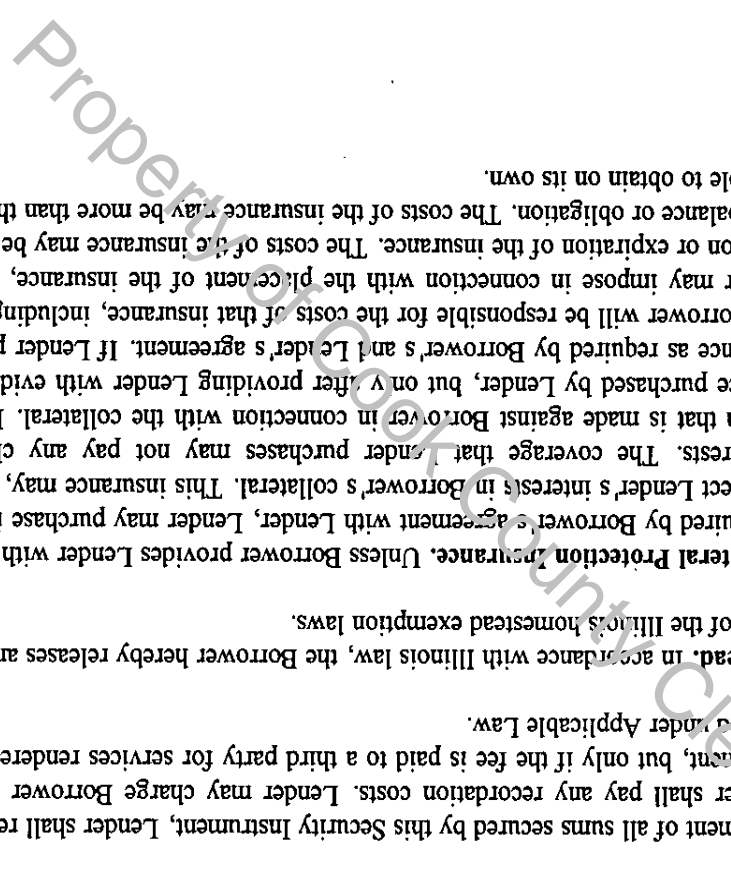 nent of all sums secured by this Security Instrument, Lender shall re
er shall pay any recordation costs. Lender may charge Borrower
but only if the fee is paid to a third party for services rendere
under Applicable Law.
ead. In accordance with Illinois law, the Borrower hereby releases an
of the Illinois homestead exemption laws.
teral Protection Insurance. Unless Borrower provides Lender with
uired by Borrower's agreement with Lender, Lender may purchase
ect Lender's interests in Borrower's collateral. This insurance may,
rests. The coverage that Lender purchases may not pay any cl
that is made against Borrower in connection with the collateral.
ce purchased by Lender, but only after providing Lender with evid
nce as required by Borrower's and Lender's agreement. If Lender p
orrower will be responsible for the costs of that insurance, including
r may impose in connection with the placement of the insurance,
on or expiration of the insurance. The costs of the insurance may be
balance or obligation. The costs of the insurance may be more than th
le to obtain on its own.
Property of Cook County Cle